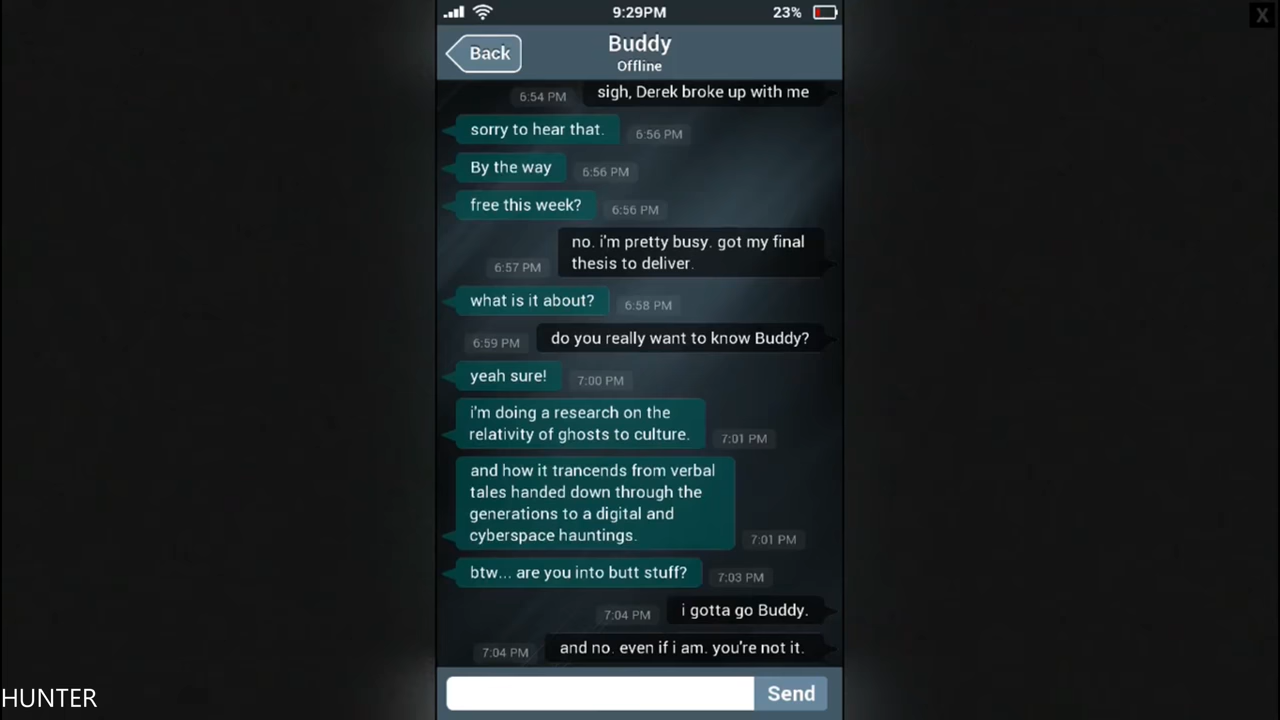 9:29PM
23%
X
Back
Buddy
Offline
sigh, Derek broke up with me
6:54 PM
sorry to hear that.
6:56 PM
By the way
6:56 PM
free this week?
6:56 PM
no. i'm pretty busy. got my final
thesis to deliver.
6:57 PM
what is it about?
6:58 PM
do you really want to know Buddy?
6:59 PM
yeah sure!
7:00 PM
i'm doing a research on the
relativity of ghosts to culture.
7:01 PM
and how it trancends from verbal
tales handed down through the
generations to a digital and
cyberspace hauntings.
7:01 PM
btw... are you into butt stuff?
7:03 PM
i gotta go Buddy.
7:04 PM
and no. even if i am. you're not it.
7:04 PM
Send
HUNTER